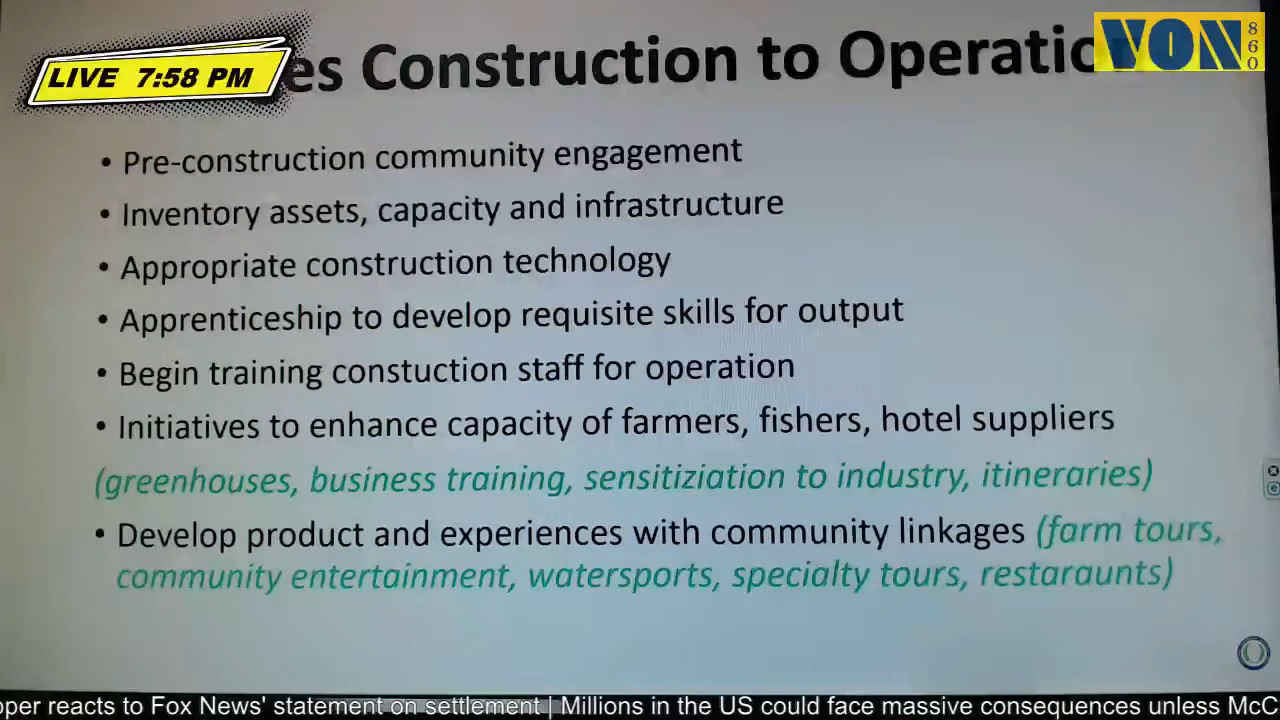 LIVE 7:58 PM
es Construction to Operation
VON
860
• Pre-construction community engagement
• Inventory assets, capacity and infrastructure
• Appropriate construction technology
• Apprenticeship to develop requisite skills for output
• Begin training constuction staff for operation
• Initiatives to enhance capacity of farmers, fishers, hotel suppliers
(greenhouses, business training, sensitiziation to industry, itineraries)
• Develop product and experiences with community linkages (farm tours,
community entertainment, watersports, specialty tours, restaraunts)
oper reacts to Fox News' statement on settlement | Millions in the US could face massive consequences unless McC